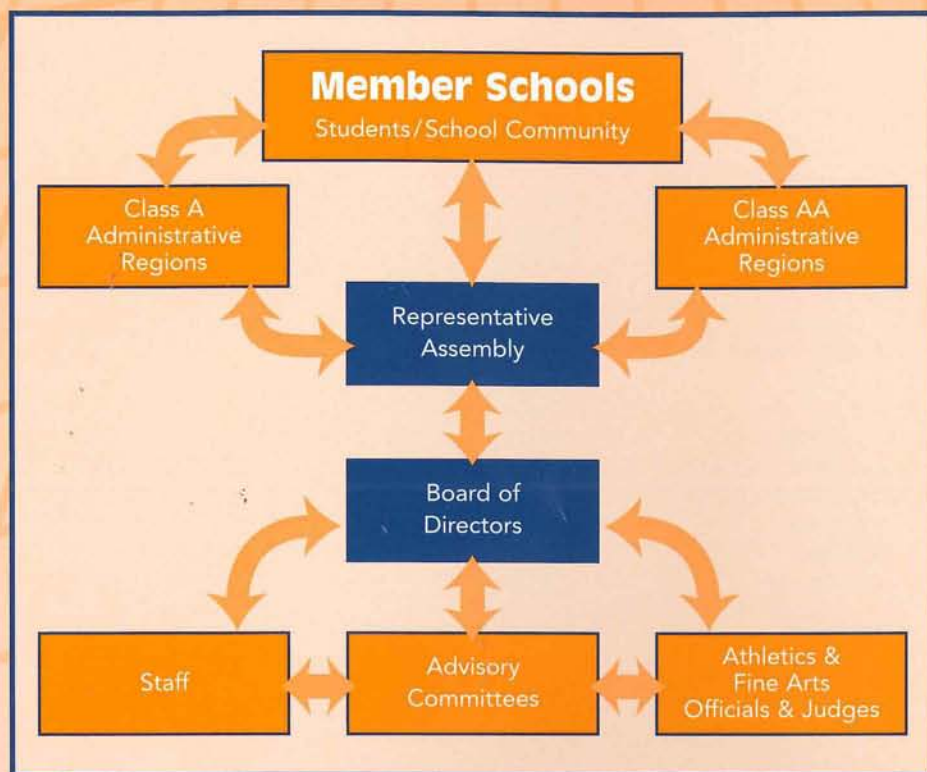 Member Schools
Students/School Community
Class A
Administrative
Regions
Class AA
Administrative
Regions
Representative
Assembly
Board of
Directors
Staff
Advisory
Committees
Athletics &
Fine Arts
Officials & Judges